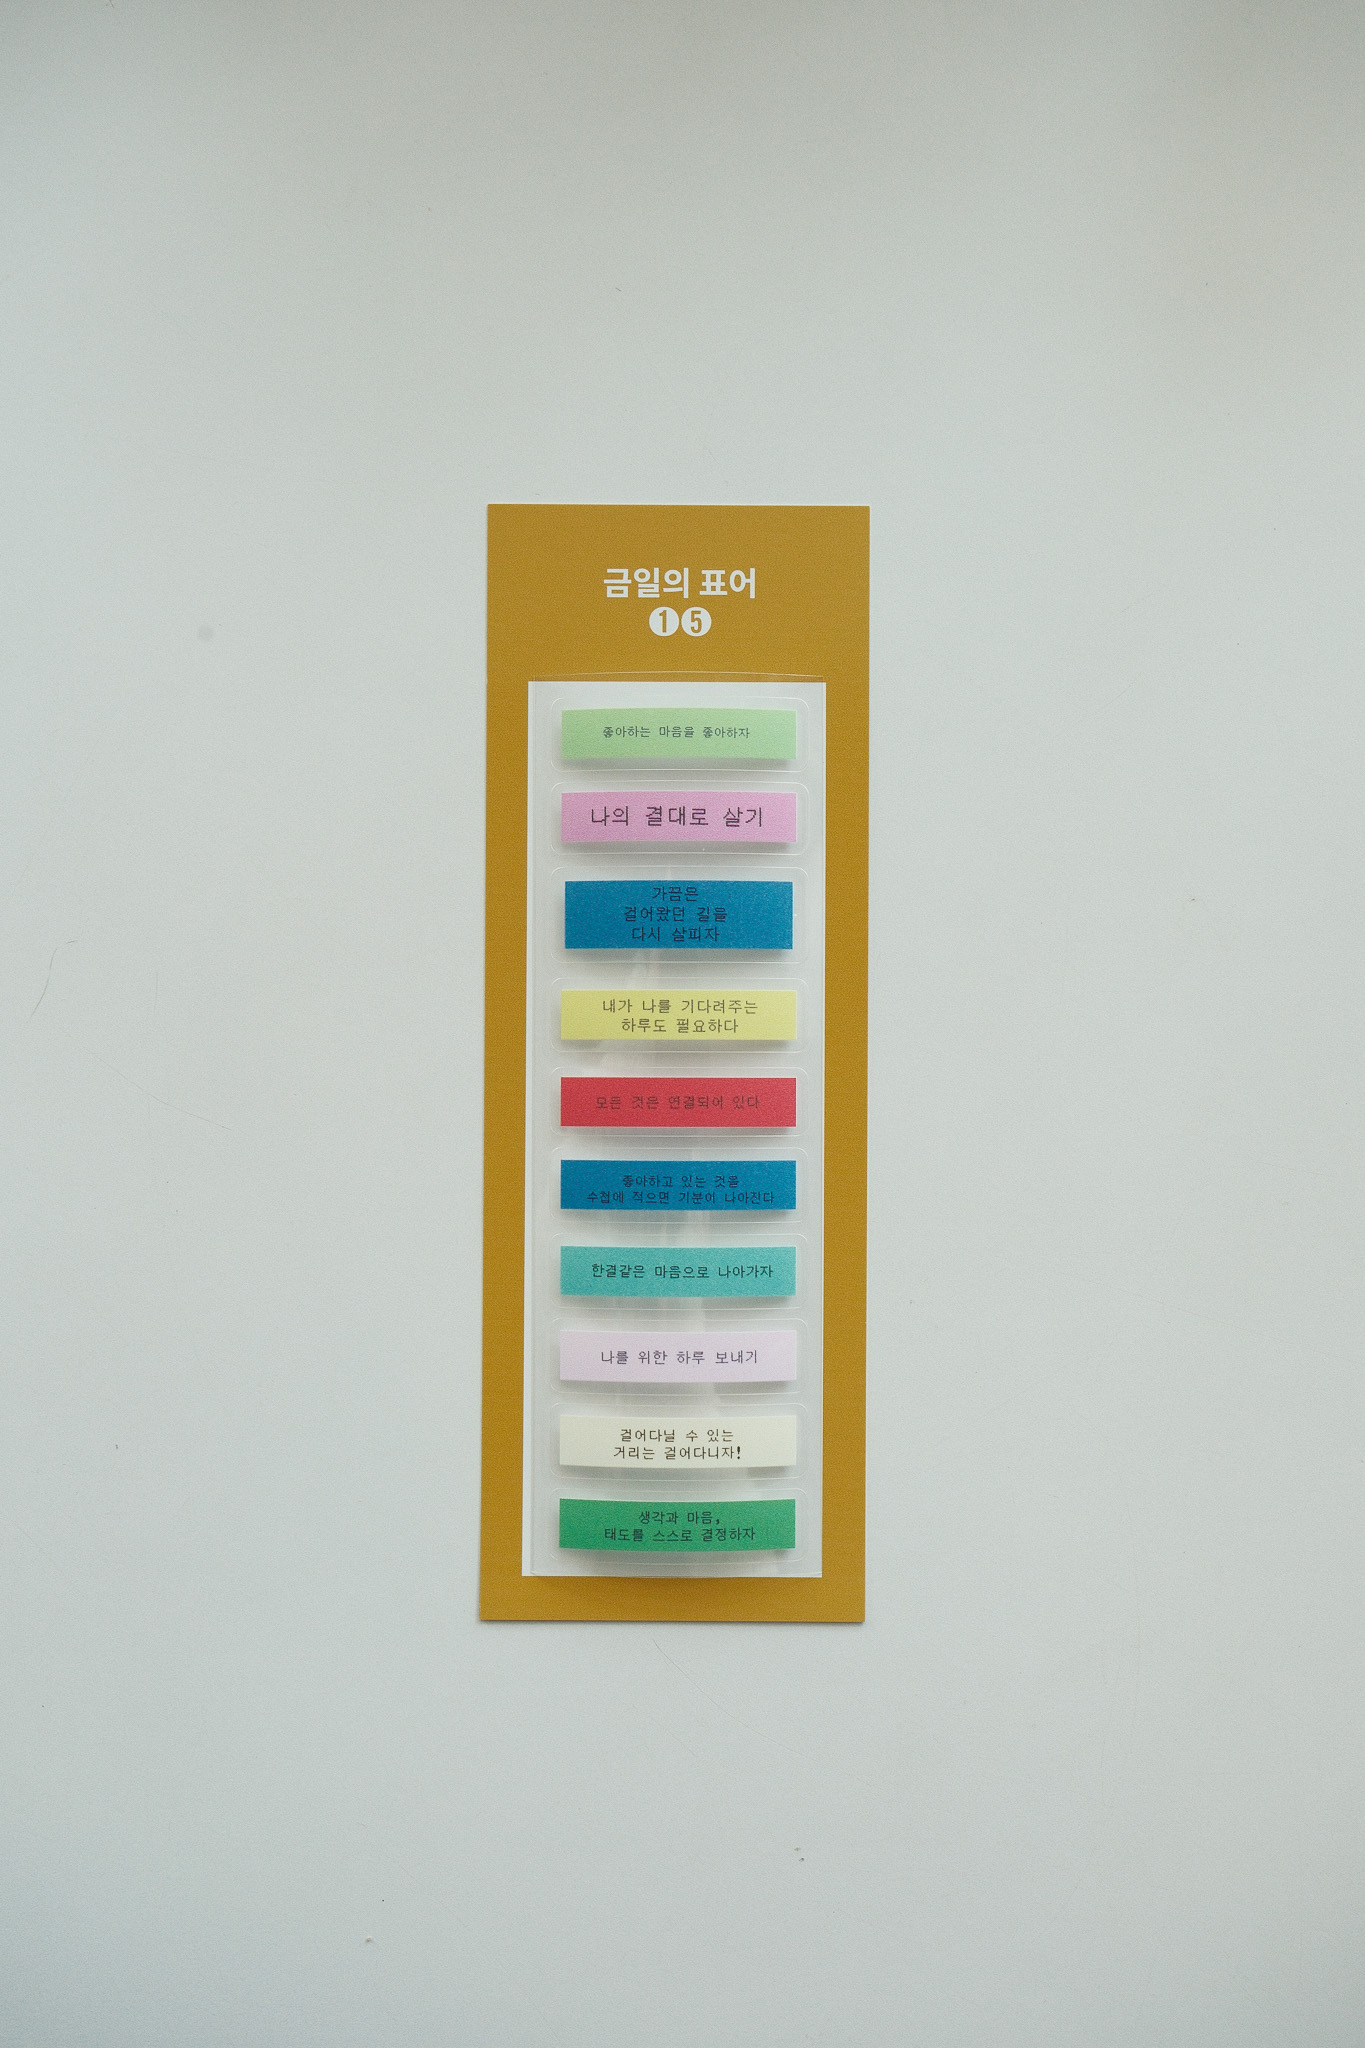 금일의 표어
15
좋아하는 마음을 좋아하자
나의 결대로 살기
가끔은
걸어왔던 길을
다시 살피자
내가 나를 기다려주는
하루도 필요하다
모든 것은 연결되어 있다
좋아하고 있는 것을
수첩에 적으면 기분이 나아진다
한결같은 마음으로 나아가자
나를 위한 하루 보내기
걸어다닐 수 있는
거리는 걸어다니자!
생각과 마음,
태도를 스스로 결정하자